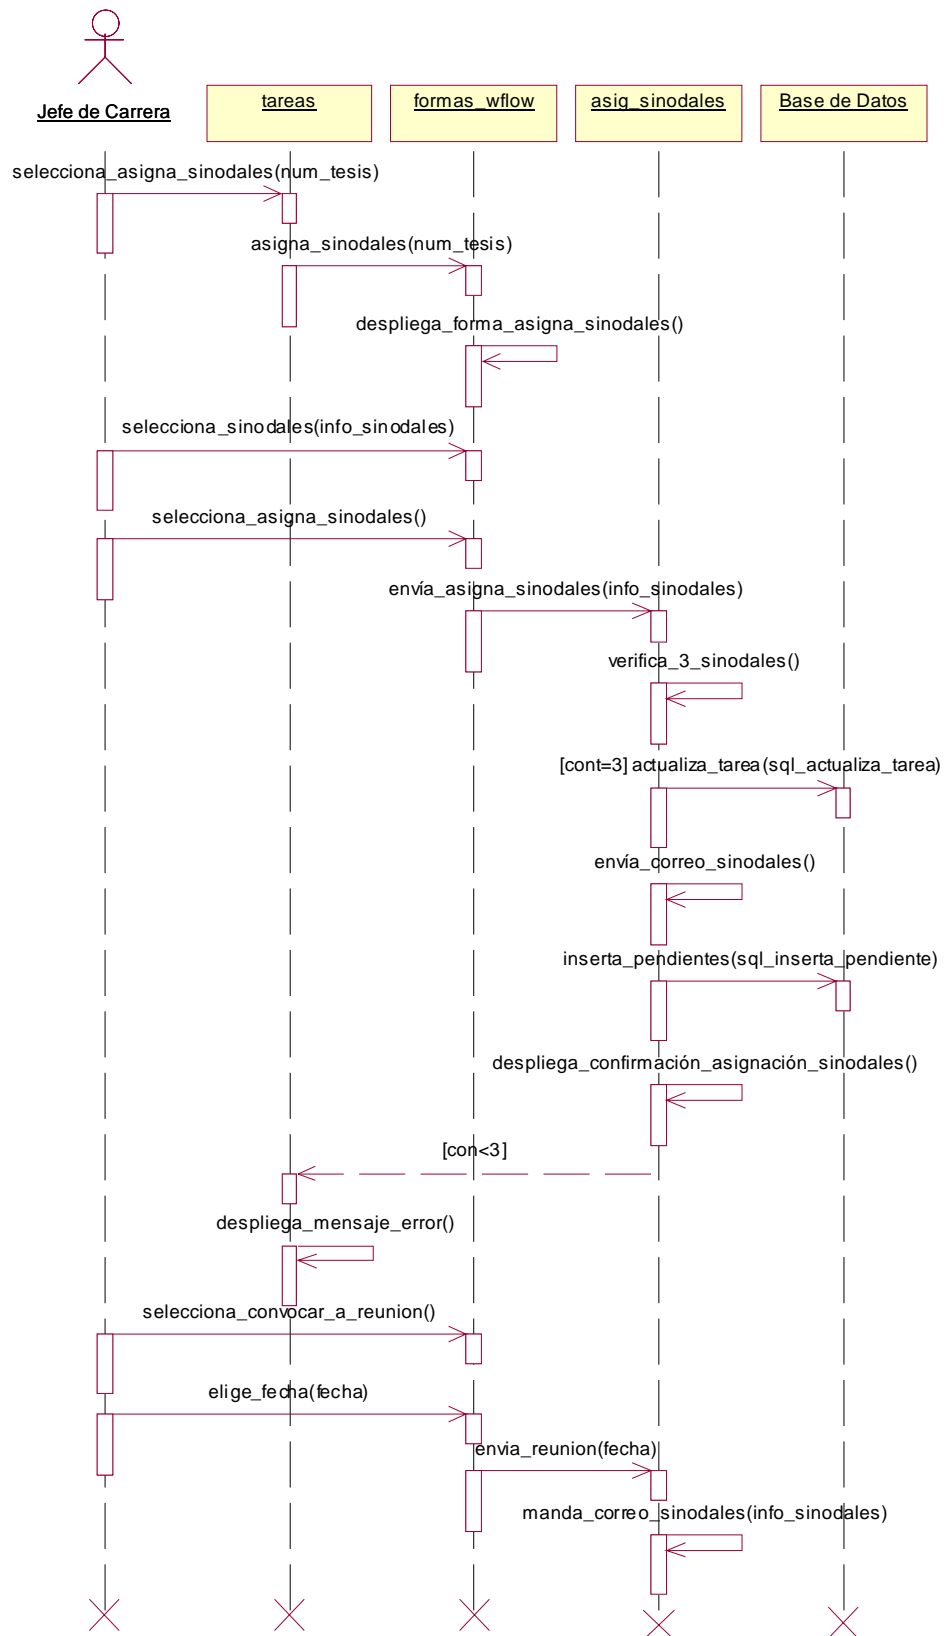 Jefe de Carrera
tareas
formas_wflow
asig_sinodales
Base de Datos
selecciona_asigna_sinodales(num_tesis)
asigna_sinodales(num_tesis)
despliega_forma_asigna_sinodales()
selecciona_sinodales(info_sinodales)
selecciona_asigna_sinodales()
envía_asigna_sinodales(info_sinodales)
verifica_3_sinodales()
[cont=3] actualiza_tarea(sql_actualiza_tarea)
envía_correo_sinodales()
inserta_pendientes(sql_inserta_pendiente)
despliega_confirmación_asignación_sinodales()
[con<3]
despliega_mensaje_error()
selecciona_convocar_a_reunion()
elige_fecha(fecha)
envia_reunion(fecha)
manda_correo_sinodales(info_sinodales)